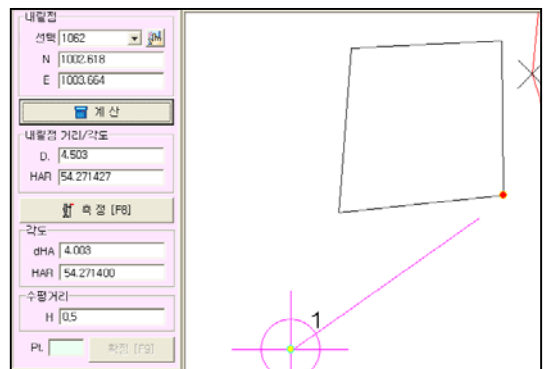 내릴점
선택 1062
N 1002.618
E 1003.664
계 산
내릴점 거리/각도
D. 4.503
HAR 54.271427
측 정 [F8]
각도
dHA 4.003
HAR 54.271400
수평거리
H 0.5
Pt.
확정 [F9]
1